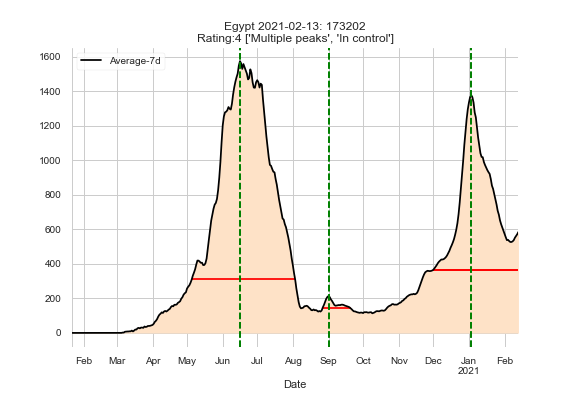 Egypt 2021-02-13: 173202
Rating:4 ['Multiple peaks', 'In control']
Average-7d
1600
1400
1200
1000
800
600
400
200
0
Feb Mar Apr May Jun Jul Aug Sep Oct Nov Dec Jan Feb
2021
Date